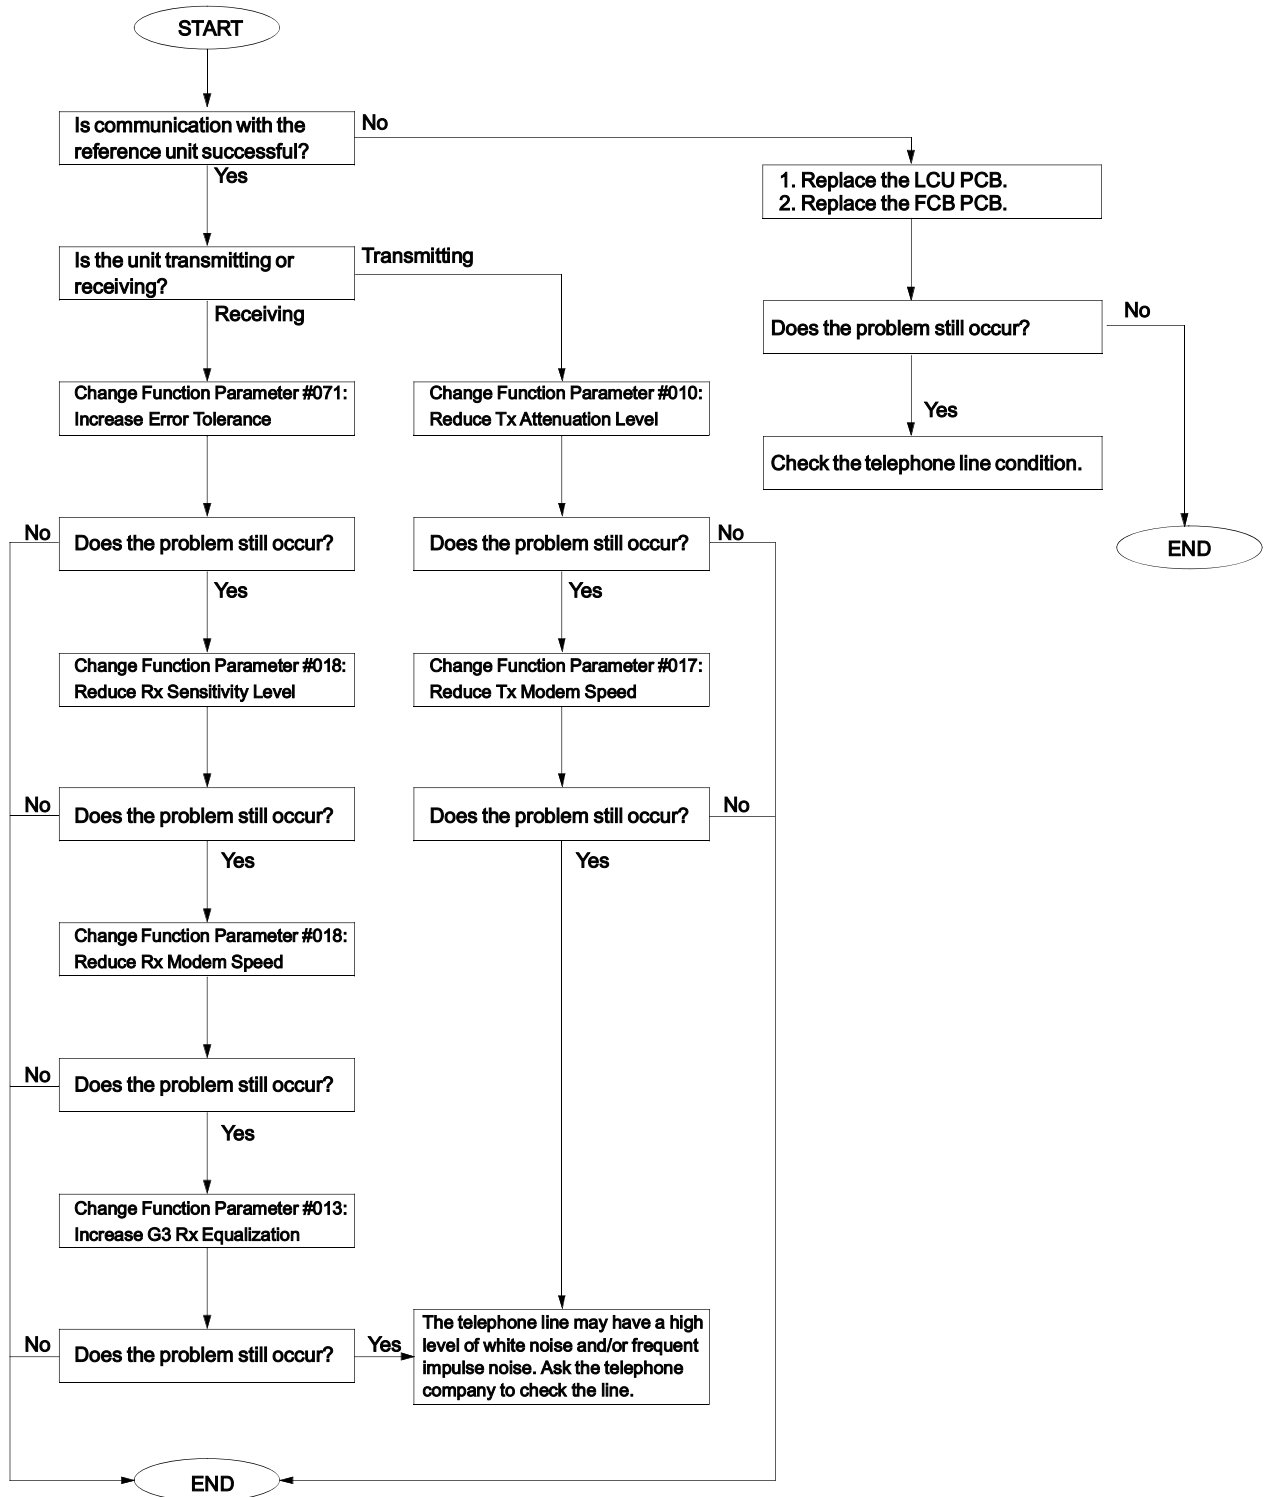 START
Is communication with the
reference unit successful?
No
Yes
1. Replace the LCU PCB.
2. Replace the FCB PCB.
Is the unit transmitting or
receiving?
Transmitting
Receiving
Does the problem still occur?
No
Yes
Change Function Parameter #071:
Increase Error Tolerance
Change Function Parameter #010:
Reduce Tx Attenuation Level
Check the telephone line condition.
END
No
Does the problem still occur?
Yes
Does the problem still occur?
No
Yes
Change Function Parameter #018:
Reduce Rx Sensitivity Level
Change Function Parameter #017:
Reduce Tx Modem Speed
No
Does the problem still occur?
Yes
Does the problem still occur?
No
Yes
Change Function Parameter #018:
Reduce Rx Modem Speed
No
Does the problem still occur?
Yes
Change Function Parameter #013:
Increase G3 Rx Equalization
No
Does the problem still occur?
Yes
The telephone line may have a high
level of white noise and/or frequent
impulse noise. Ask the telephone
company to check the line.
END